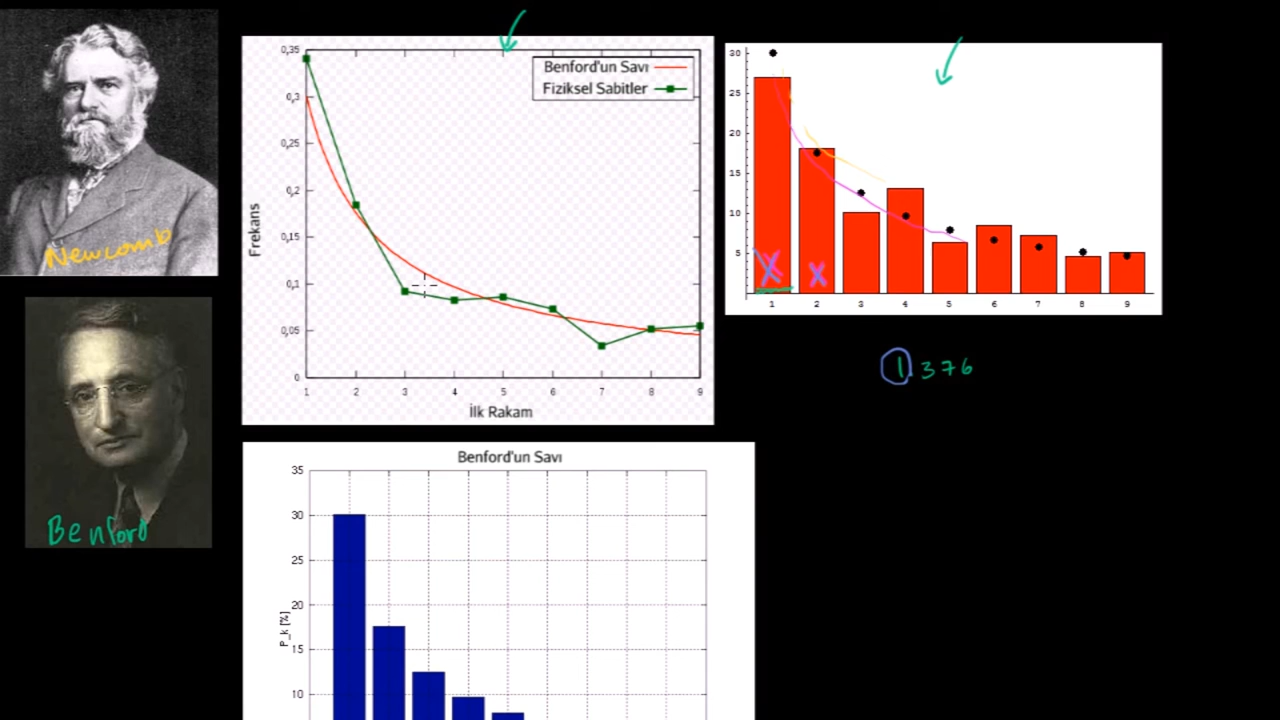 Newcomb
Benford
0,35
0,3
0,25
0,2
0,15
0,1
0,05
0
Frekans
Benford'un Savı
Fiziksel Sabitler
1 2 3 4 5 6 7 8 9
İlk Rakam
30
25
20
15
10
5
1 2 3 4 5 6 7 8 9
1.376
Benford'un Savı
35
30
25
20
15
10
P_k [%]